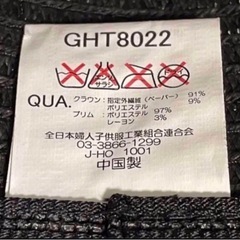 GHT8022
エンソ
サラシ
QUA. クラウン：指定外繊維（ペーパー） 91%
ポリエステル 9%
ブリム：ポリエステル 97%
レーヨン 3%
全日本婦人子供服工業組合連合会
03-3866-1299
J-HO 1001
中国製